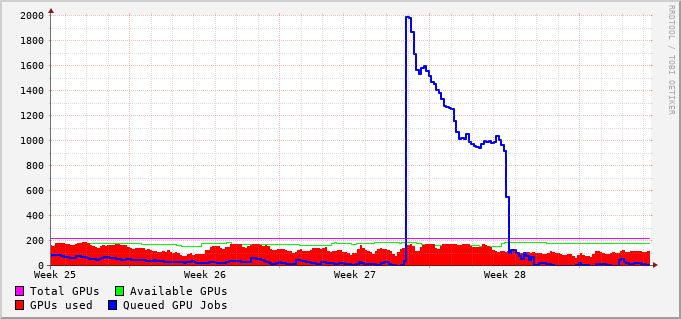 2000
1800
1600
1400
1200
1000
800
600
400
200
0
Week 25 Week 26 Week 27 Week 28
Total GPUs Available GPUs
GPUs used Queued GPU Jobs
RRDTOOL / TOBI OETIKER